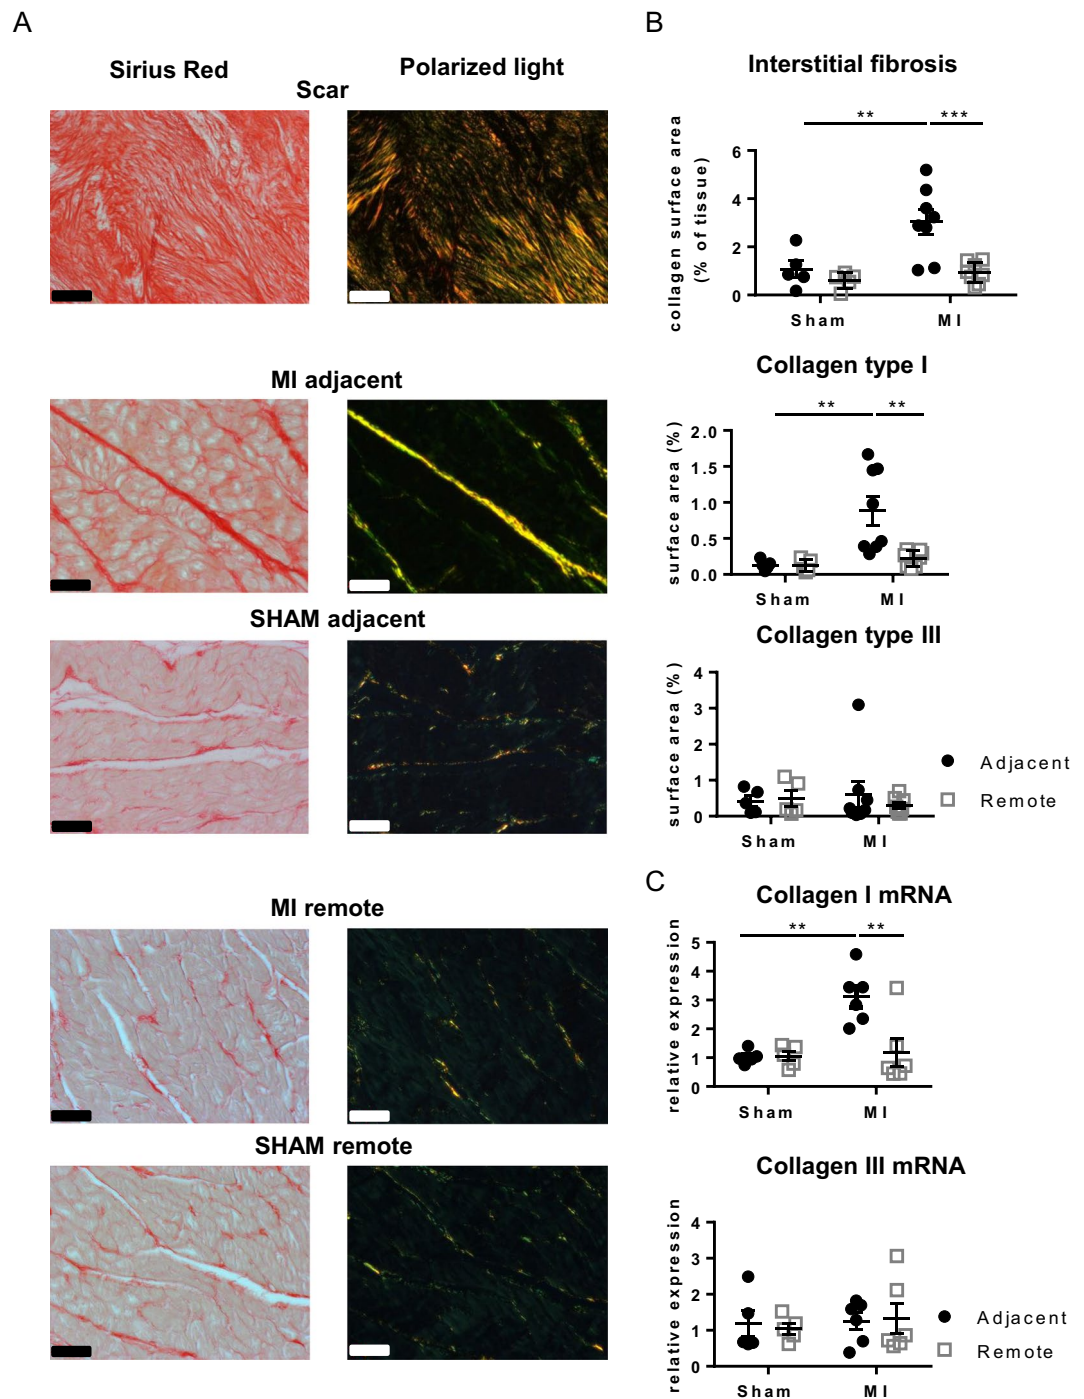 A
Sirius Red
Polarized light
Scar
MI adjacent
SHAM adjacent
MI remote
SHAM remote
B
Interstitial fibrosis
** ***
collagen surface area
(% of tissue)
6
4
2
0
Sham MI
Collagen type I
** **
surface area (%)
2.0
1.5
1.0
0.5
0.0
Sham MI
Collagen type III
surface area (%)
4
3
2
1
0
Sham MI
Adjacent
Remote
C
Collagen I mRNA
** **
relative expression
5
4
3
2
1
0
Sham MI
Collagen III mRNA
relative expression
4
3
2
1
0
Sham MI
Adjacent
Remote